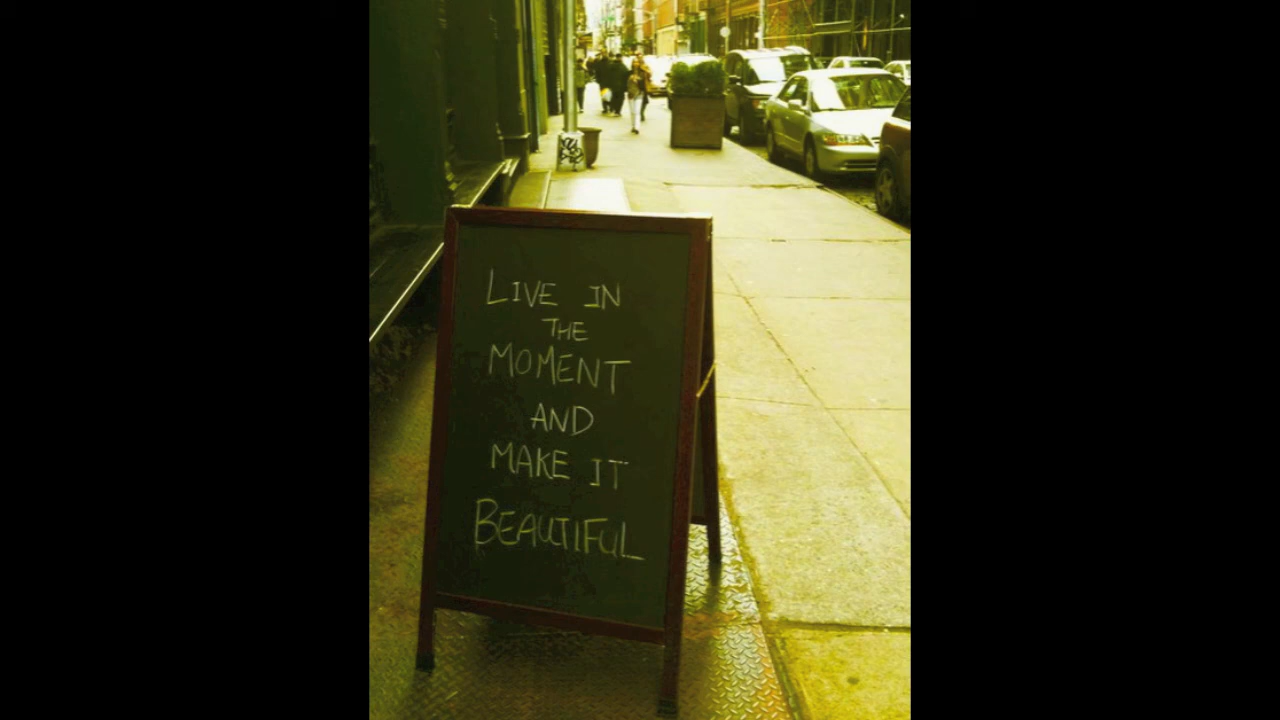 LIVE IN
THE
MOMENT
AND
MAKE IT
BEAUTIFUL